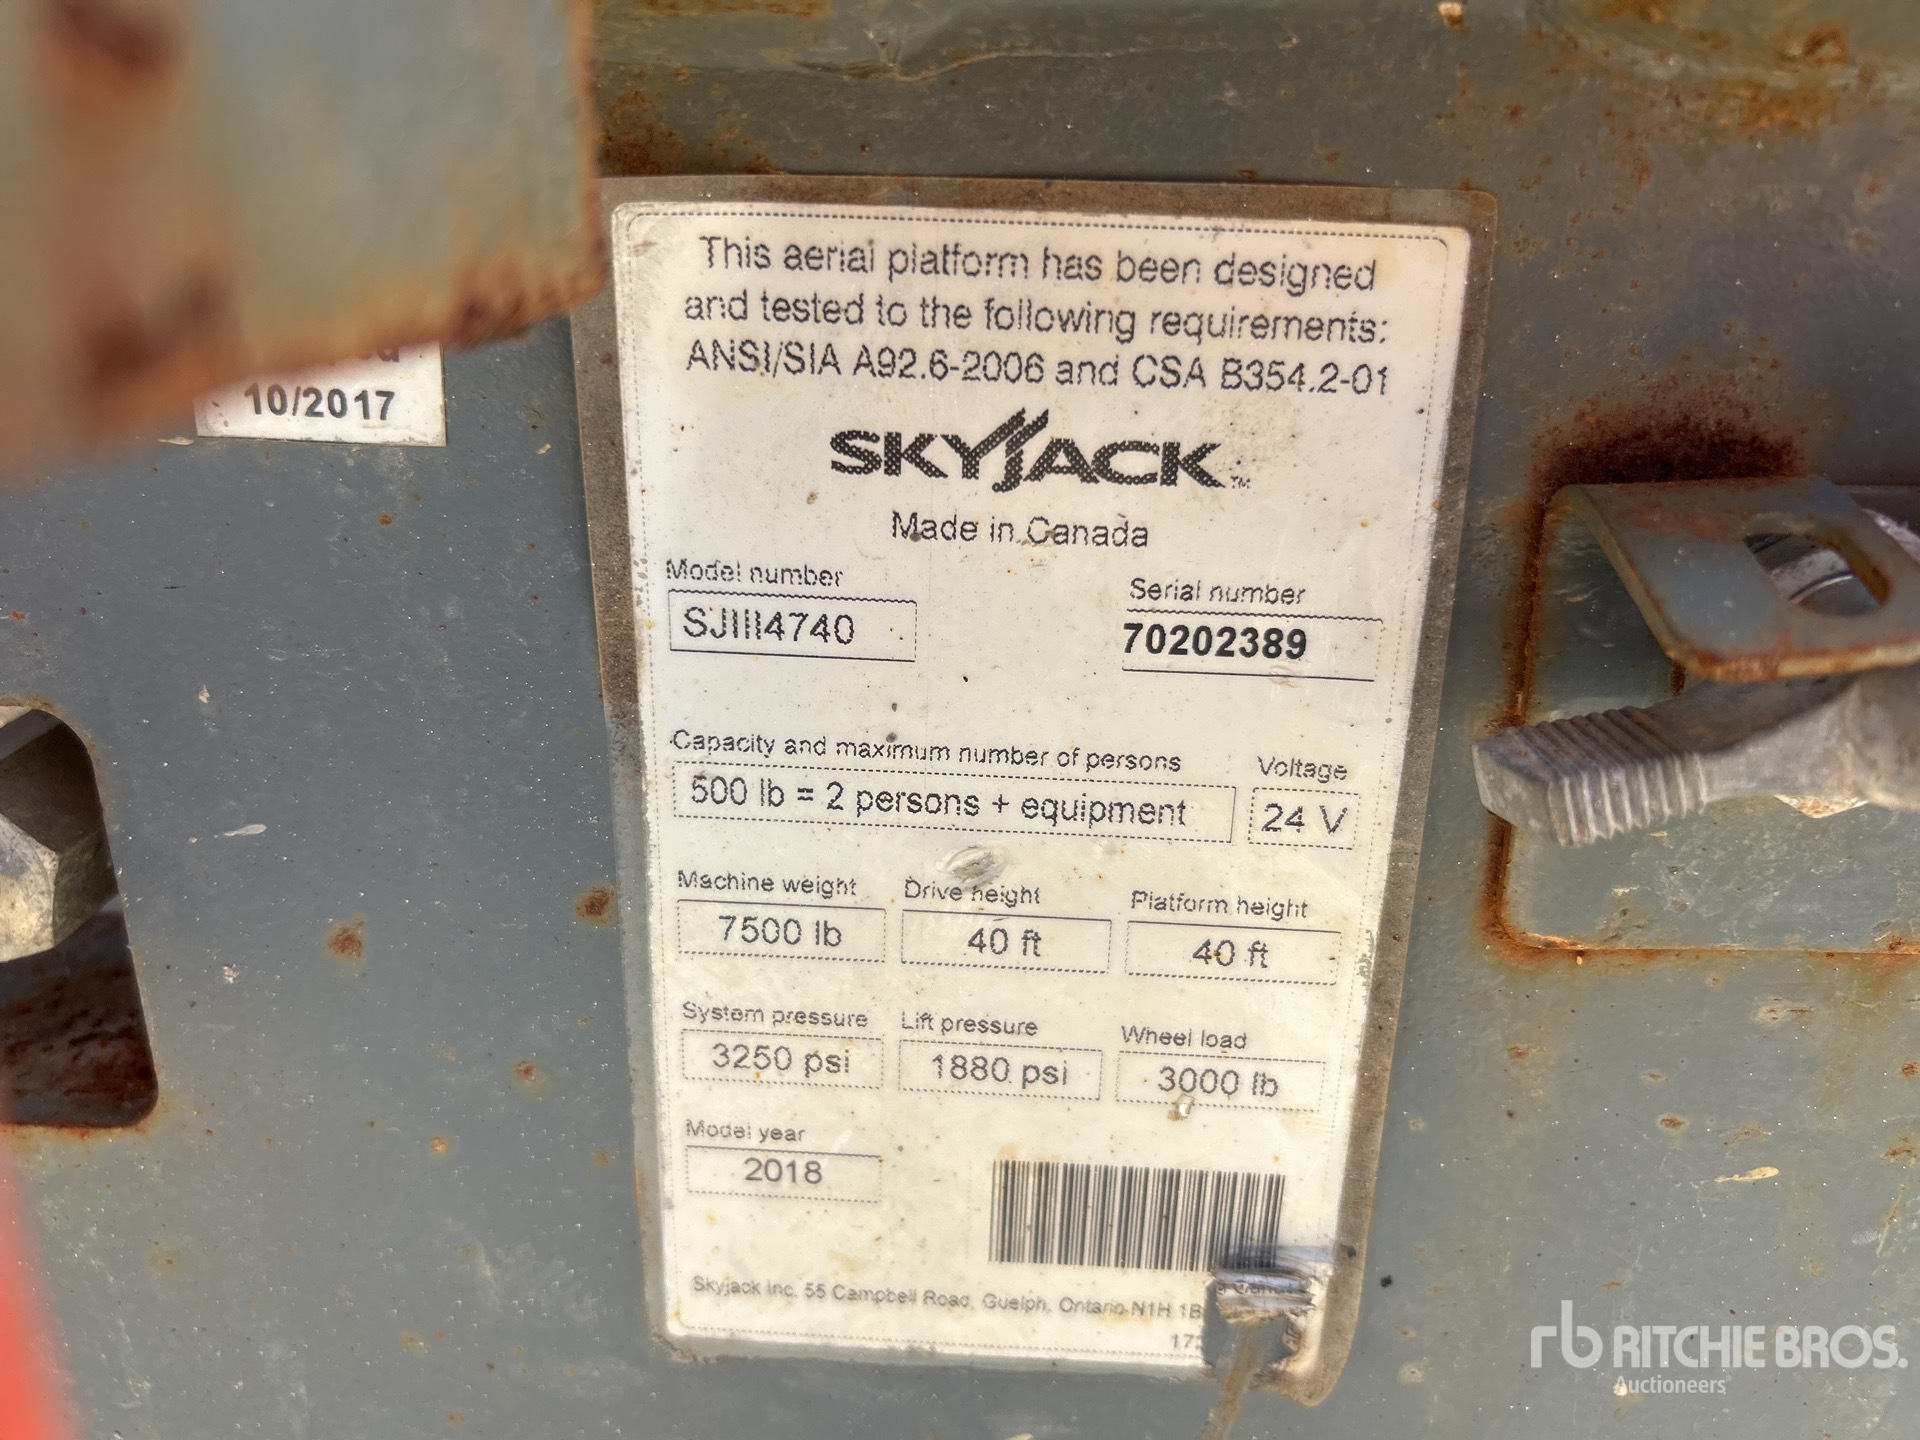 10/2017
This aerial platform has been designed
and tested to the following requirements:
ANSI/SIA A92.6-2006 and CSA B354.2-01
SKYJACK™
Made in Canada
Model number
SJIII4740
Serial number
70202389
Capacity and maximum number of persons
500 lb = 2 persons + equipment
Voltage
24 V
Machine weight
7500 lb
Drive height
40 ft
Platform height
40 ft
System pressure
3250 psi
Lift pressure
1880 psi
Wheel load
3000 lb
Model year
2018
Skyjack Inc. 55 Campbell Road, Guelph, Ontario N1H
rb RITCHIE BROS.
Auctioneers